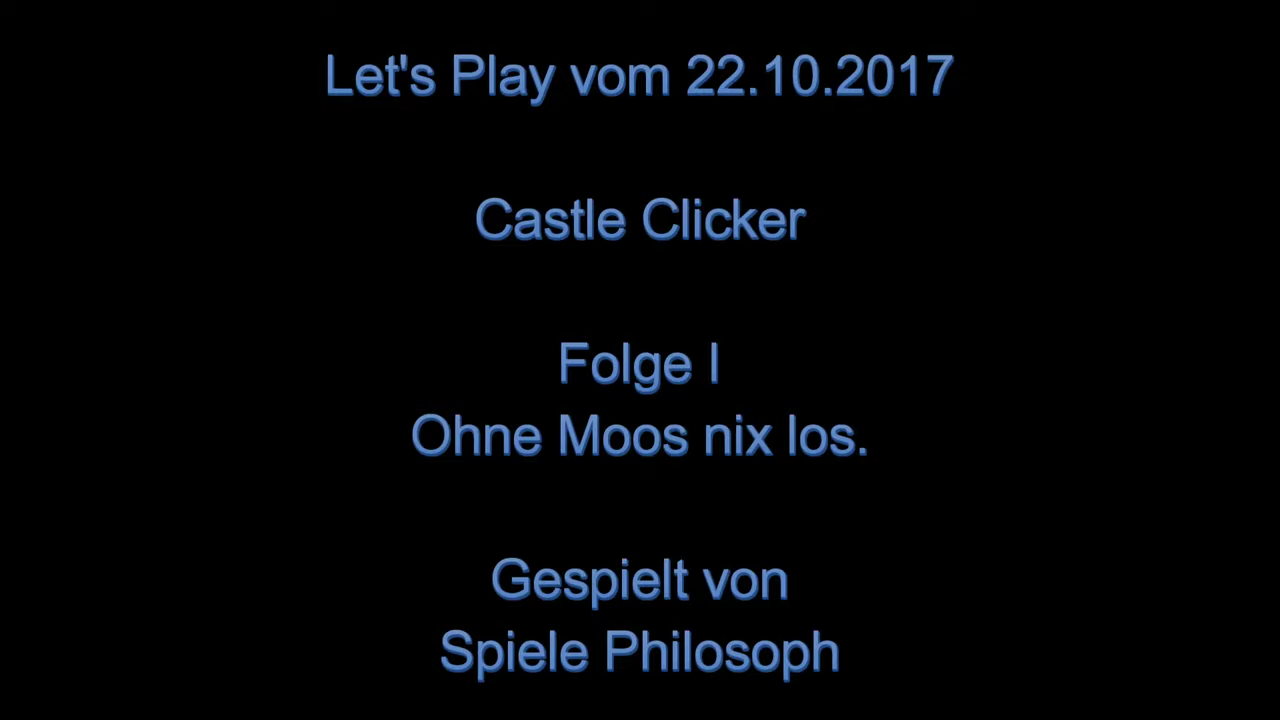 Let's Play vom 22.10.2017
Castle Clicker
Folge I
Ohne Moos nix los.
Gespielt von
Spiele Philosoph